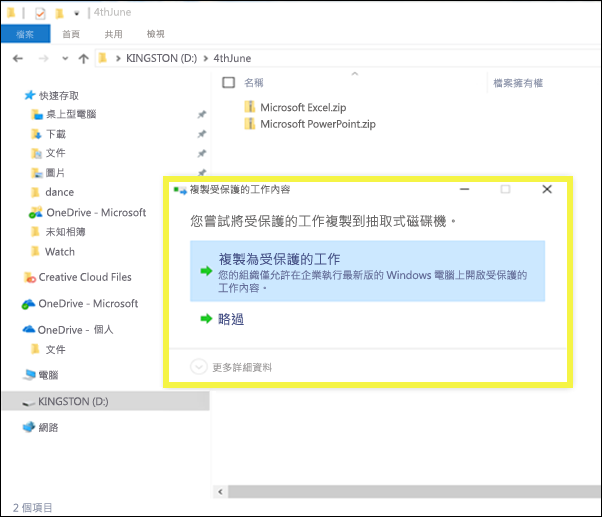 4thJune
檔案 首頁 共用 檢視
KINGSTON (D:) 4thJune
快速存取
桌上型電腦
下載
文件
圖片
dance
OneDrive - Microsoft
未知相簿
Watch
Creative Cloud Files
OneDrive - Microsoft
OneDrive - 個人
文件
電腦
KINGSTON (D:)
網路
名稱 檔案擁有權
Microsoft Excel.zip
Microsoft PowerPoint.zip
複製受保護的工作內容
您嘗試將受保護的工作複製到抽取式磁碟機。
複製為受保護的工作
您的組織僅允許在企業執行最新版的 Windows 電腦上開啟受保護的
工作內容。
略過
更多詳細資料
2 個項目